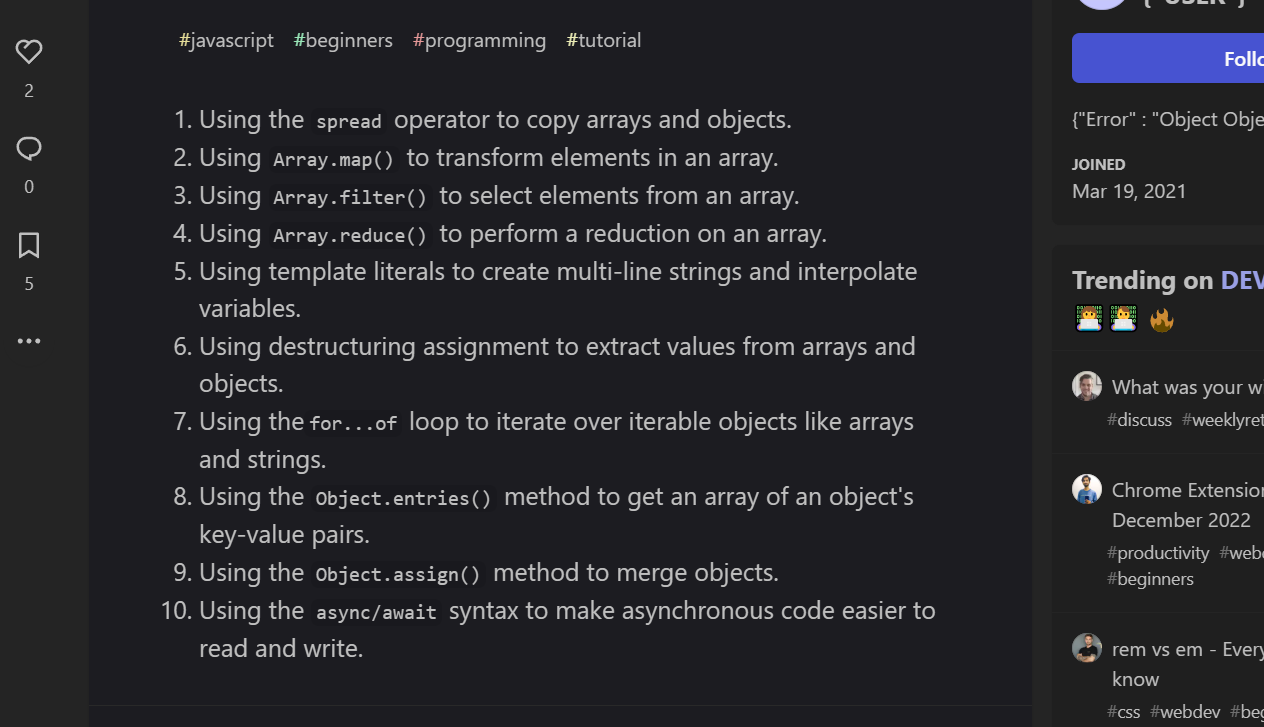 #javascript #beginners #programming #tutorial
2
0
5
1. Using the spread operator to copy arrays and objects.
2. Using Array.map() to transform elements in an array.
3. Using Array.filter() to select elements from an array.
4. Using Array.reduce() to perform a reduction on an array.
5. Using template literals to create multi-line strings and interpolate
variables.
6. Using destructuring assignment to extract values from arrays and
objects.
7. Using the for...of loop to iterate over iterable objects like arrays
and strings.
8. Using the Object.entries() method to get an array of an object's
key-value pairs.
9. Using the Object.assign() method to merge objects.
10. Using the async/await syntax to make asynchronous code easier to
read and write.
{"Error" : "Object Obje
JOINED
Mar 19, 2021
Trending on DEV
What was your
#discuss #weeklyret
Chrome Extension
December 2022
#productivity #webd
#beginners
rem vs em - Every
know
#css #webdev #beg